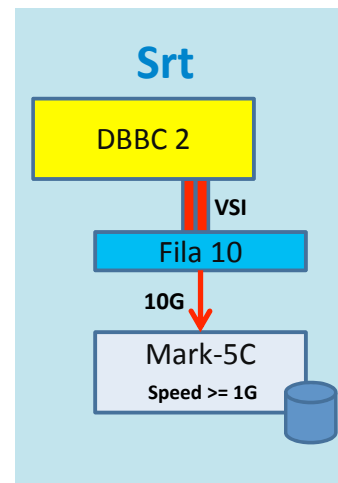 Srt
DBBC 2
VSI
Fila 10
10G
Mark-5C
Speed >= 1G